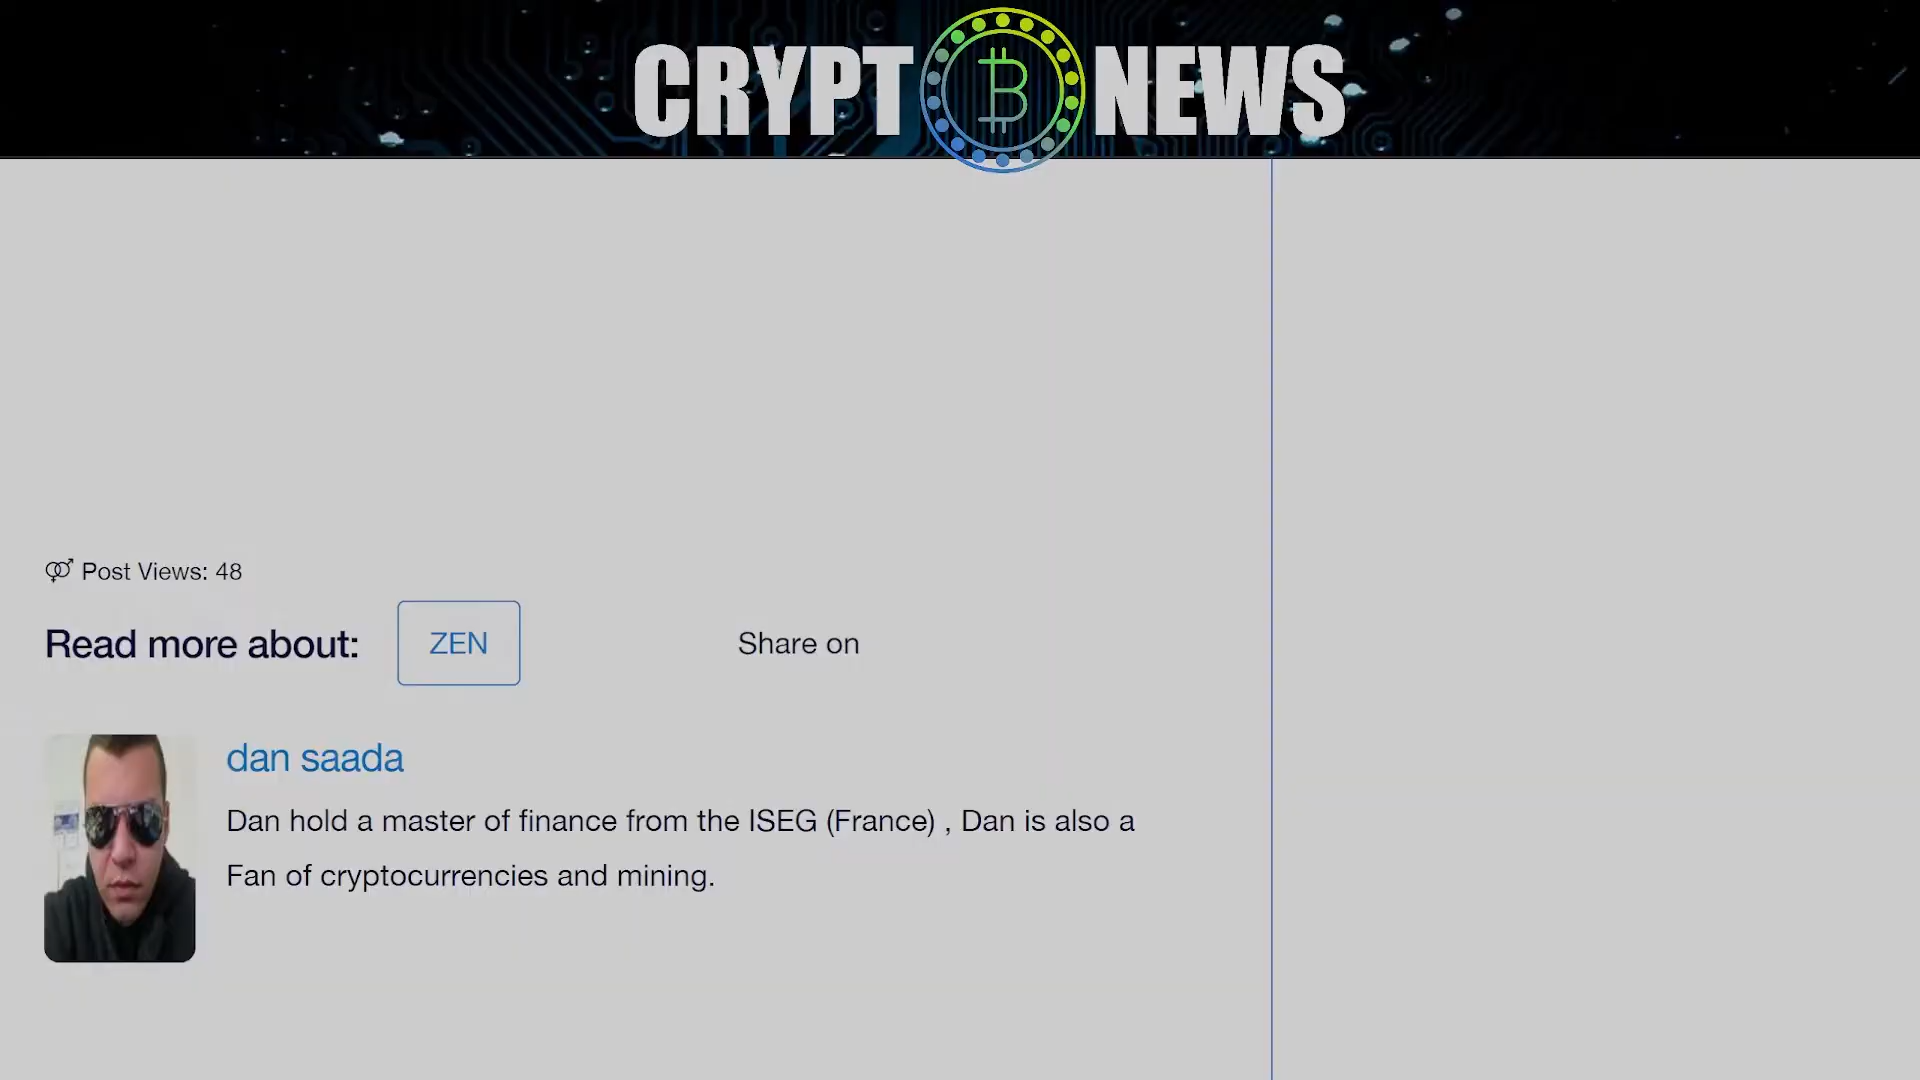 CRYPT NEWS
Post Views: 48
Read more about:
ZEN
Share on
dan saada
Dan hold a master of finance from the ISEG (France) , Dan is also a
Fan of cryptocurrencies and mining.